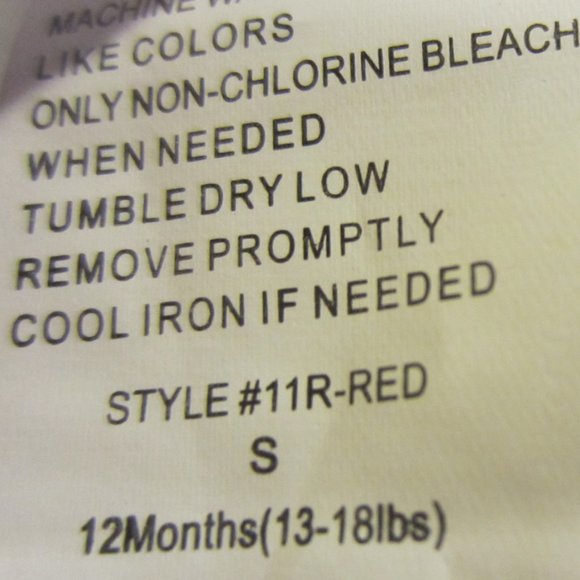 MACHINE
LIKE COLORS
ONLY NON-CHLORINE BLEACH
WHEN NEEDED
TUMBLE DRY LOW
REMOVE PROMPTLY
COOL IRON IF NEEDED
STYLE #11R-RED
S
12Months(13-18lbs)